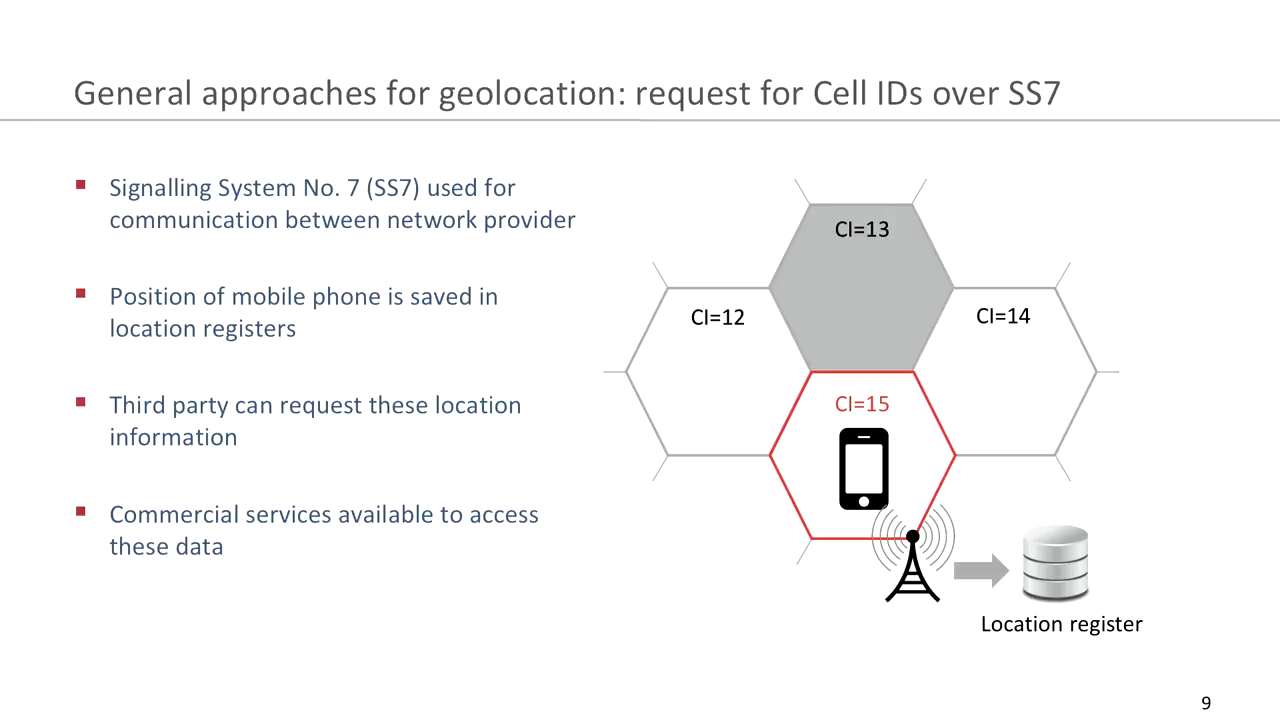 General approaches for geolocation: request for Cell IDs over SS7
Signalling System No. 7 (SS7) used for
communication between network provider
Position of mobile phone is saved in
location registers
Third party can request these location
information
Commercial services available to access
these data
CI=13
CI=12
CI=14
CI=15
Location register
9